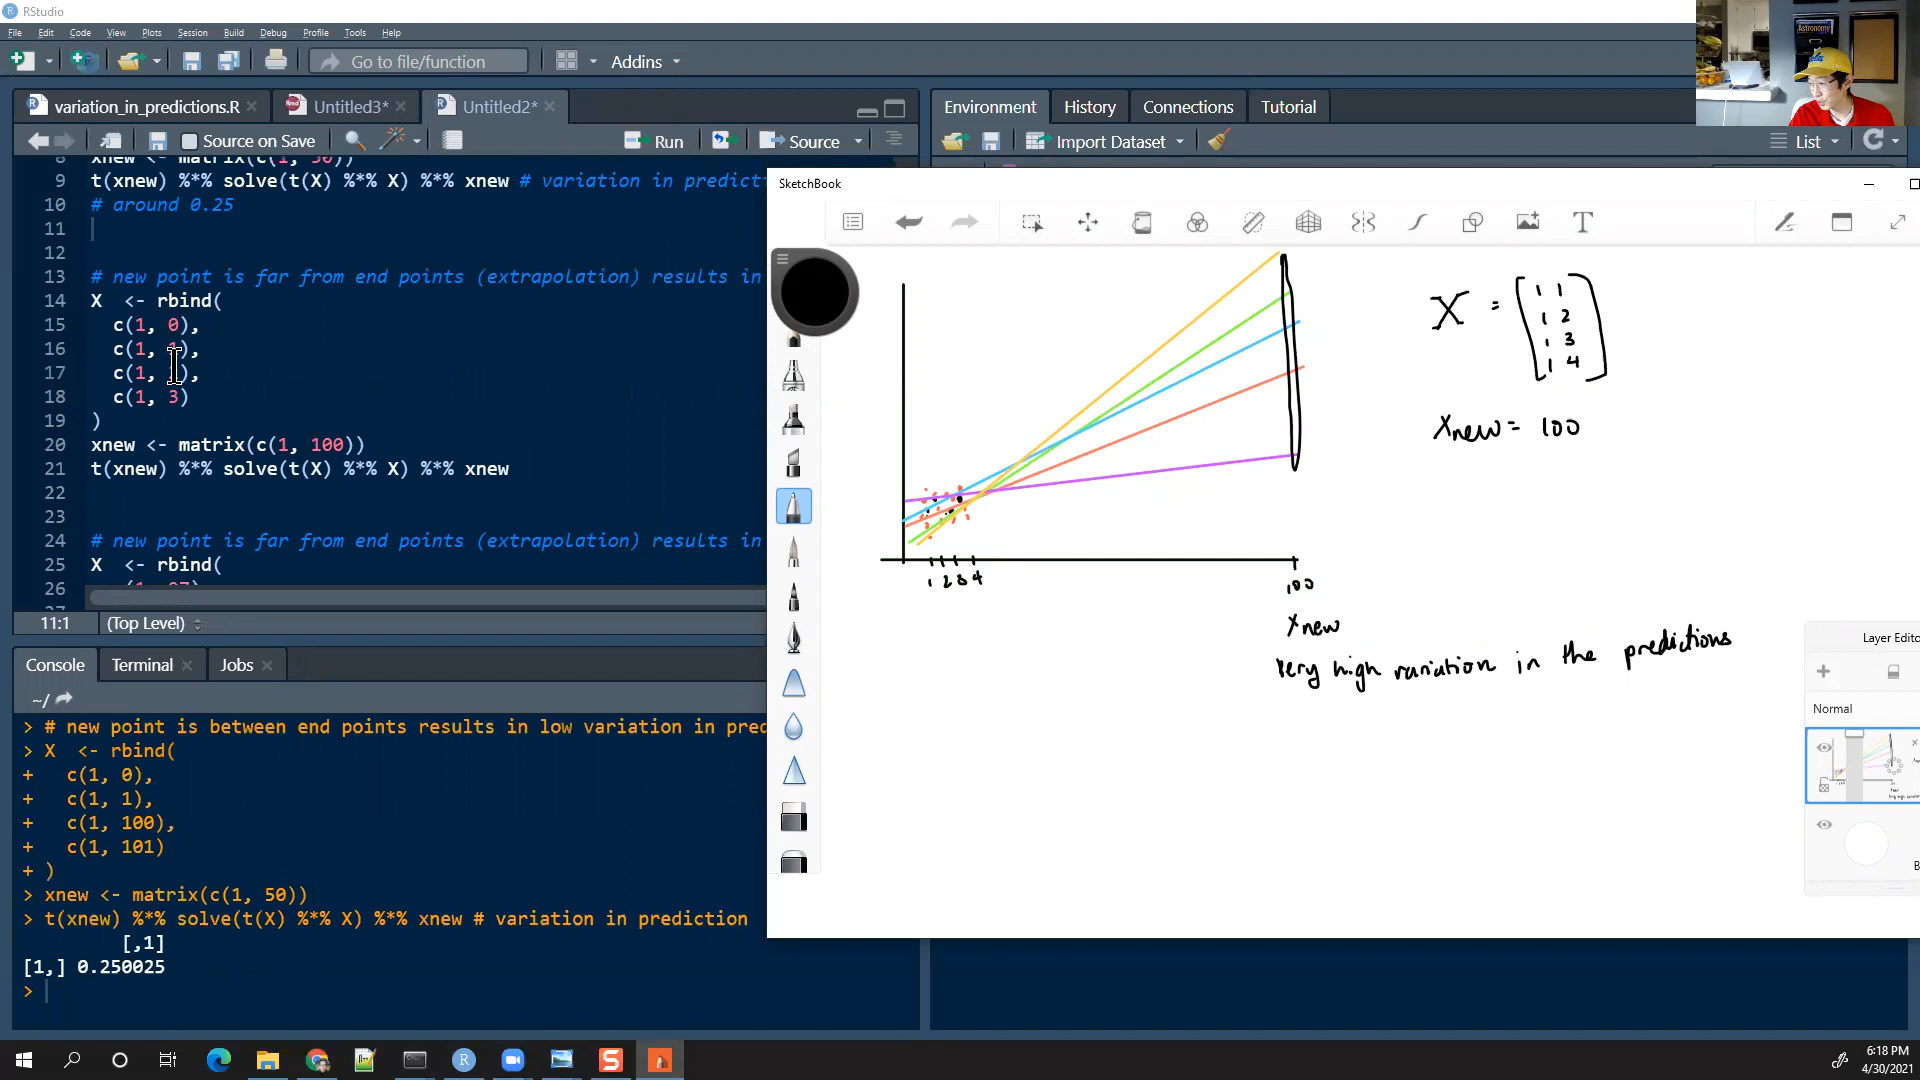 RStudio
File Edit Code View Plots Session Build Debug Profile Tools Help
Go to file/function Addins
variation_in_predictions.R Untitled3* Untitled2*
Source on Save Run Source
9 t(xnew) %*% solve(t(X) %*% X) %*% xnew # variation in predicti
10 # around 0.25
11
12
13 # new point is far from end points (extrapolation) results in
14 X <- rbind(
15 c(1, 0),
16 c(1, 1),
17 c(1, ),
18 c(1, 3)
19 )
20 xnew <- matrix(c(1, 100))
21 t(xnew) %*% solve(t(X) %*% X) %*% xnew
22
23
24 # new point is far from end points (extrapolation) results in
25 X <- rbind(
26
11:1 (Top Level)
Console Terminal Jobs
~/
> # new point is between end points results in low variation in pred
> X <- rbind(
+ c(1, 0),
+ c(1, 1),
+ c(1, 100),
+ c(1, 101)
+ )
> xnew <- matrix(c(1, 50))
> t(xnew) %*% solve(t(X) %*% X) %*% xnew # variation in prediction
[,1]
[1,] 0.250025
>
Environment History Connections Tutorial
Import Dataset List
Astronomy
SketchBook
X = 1 1
1 2
1 3
1 4
xnew = 100
1 2 3 4 100
xnew
Very high variation in the predictions
Layer Edito
Normal
B
6:18 PM
4/30/2021